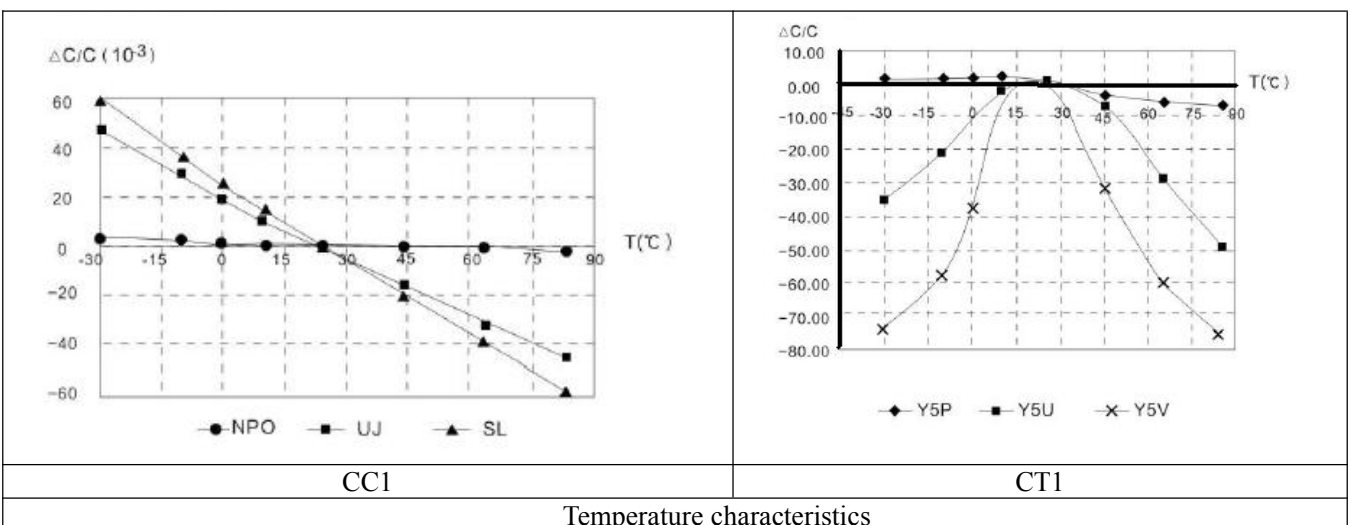 △C/C (10-3)
60
40
20
0
-20
-40
-60
-30 -15 0 15 30 45 60 75 90
T(℃)
NPO UJ SL
△C/C
10.00
0.00
-10.00
-20.00
-30.00
-40.00
-50.00
-60.00
-70.00
-80.00
-30 -15 0 15 30 45 60 75 90
T(℃)
Y5P Y5U Y5V
CC1 CT1
Temperature characteristics